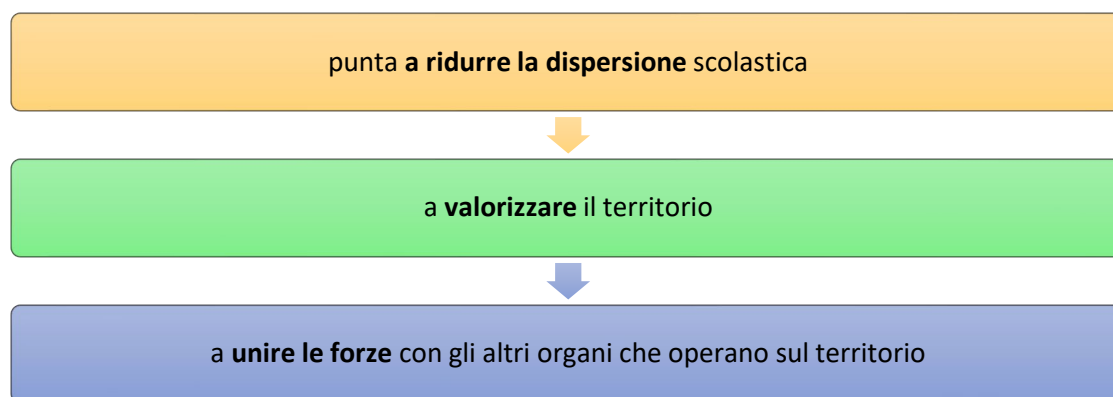 punta a ridurre la dispersione scolastica
a valorizzare il territorio
a unire le forze con gli altri organi che operano sul territorio